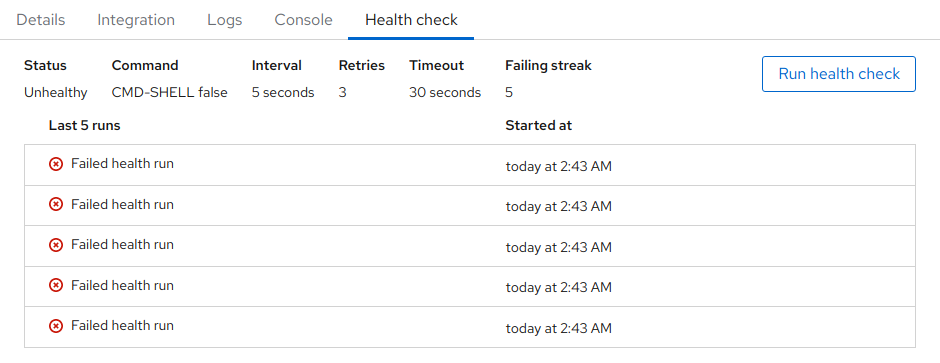 Details Integration Logs Console Health check
Status Command Interval Retries Timeout Failing streak
Run health check
Unhealthy CMD-SHELL false 5 seconds 3 30 seconds 5
Last 5 runs Started at
Failed health run today at 2:43 AM
Failed health run today at 2:43 AM
Failed health run today at 2:43 AM
Failed health run today at 2:43 AM
Failed health run today at 2:43 AM